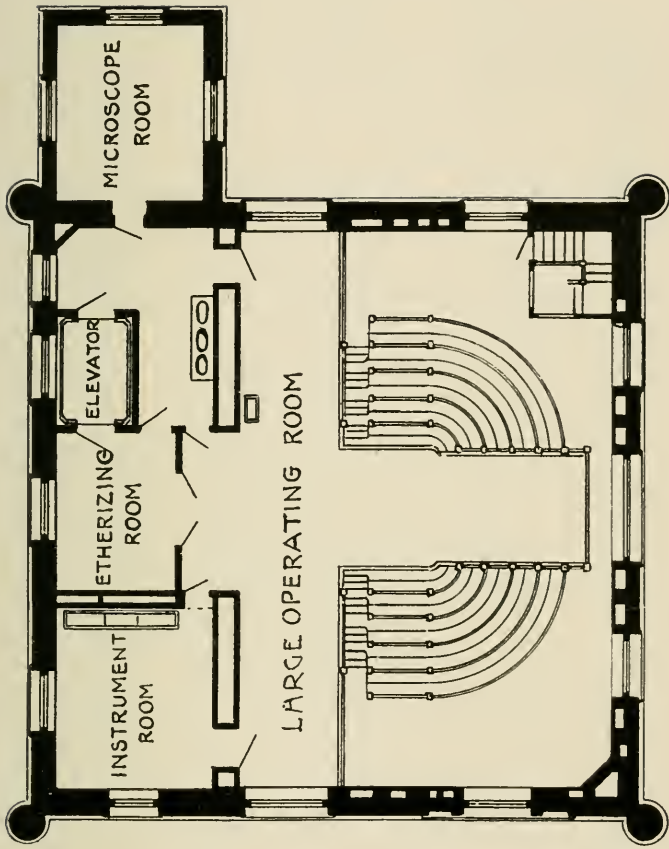 MICROSCOPE
ROOM
ELEVATOR
ETHERIZING
ROOM
LARGE OPERATING ROOM
INSTRUMENT
ROOM